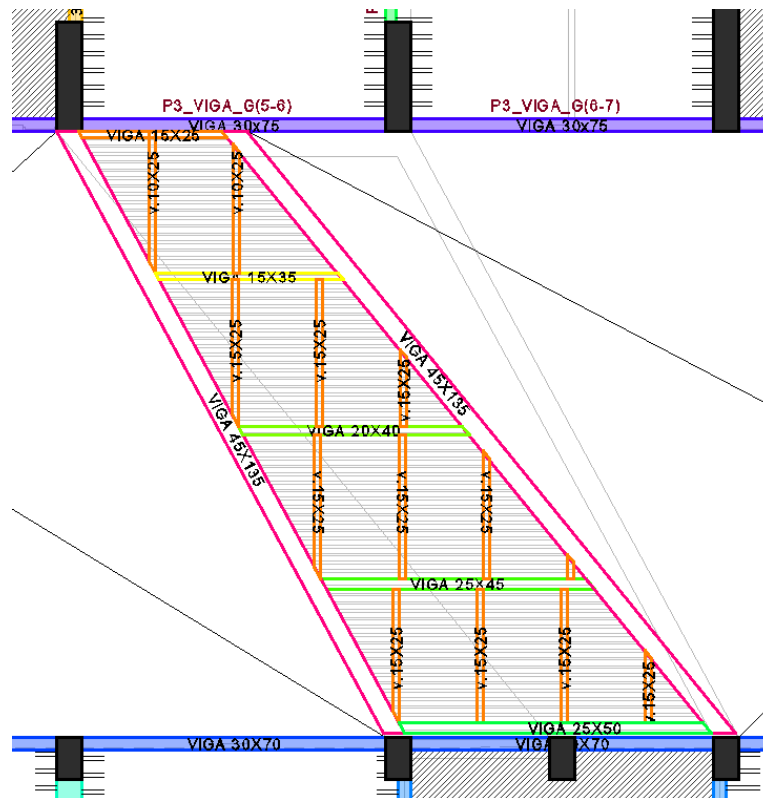 P3_VIGA_G(5-6)
P3_VIGA_G(6-7)
VIGA 30x75
VIGA 30x75
VIGA 15X25
v.10X25
v.10X25
VIGA 15X35
v.15X25
v.15X25
v.15X25
VIGA 45X135
VIGA 45X135
VIGA 20X40
v.15X25
v.15X25
v.15X25
VIGA 25X45
v.15X25
v.15X25
v.15X25
v.15X25
VIGA 25X50
VIGA 30X70